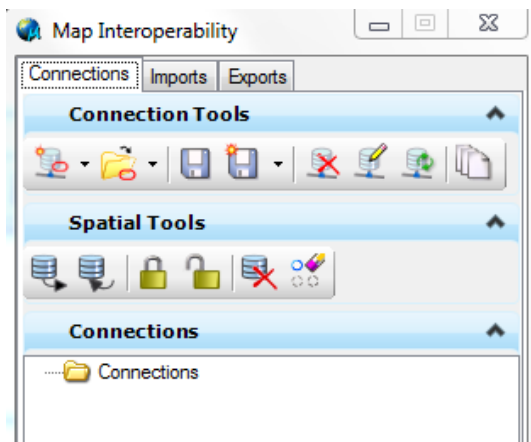 Map Interoperability
Connections Imports Exports
Connection Tools
Spatial Tools
Connections
Connections